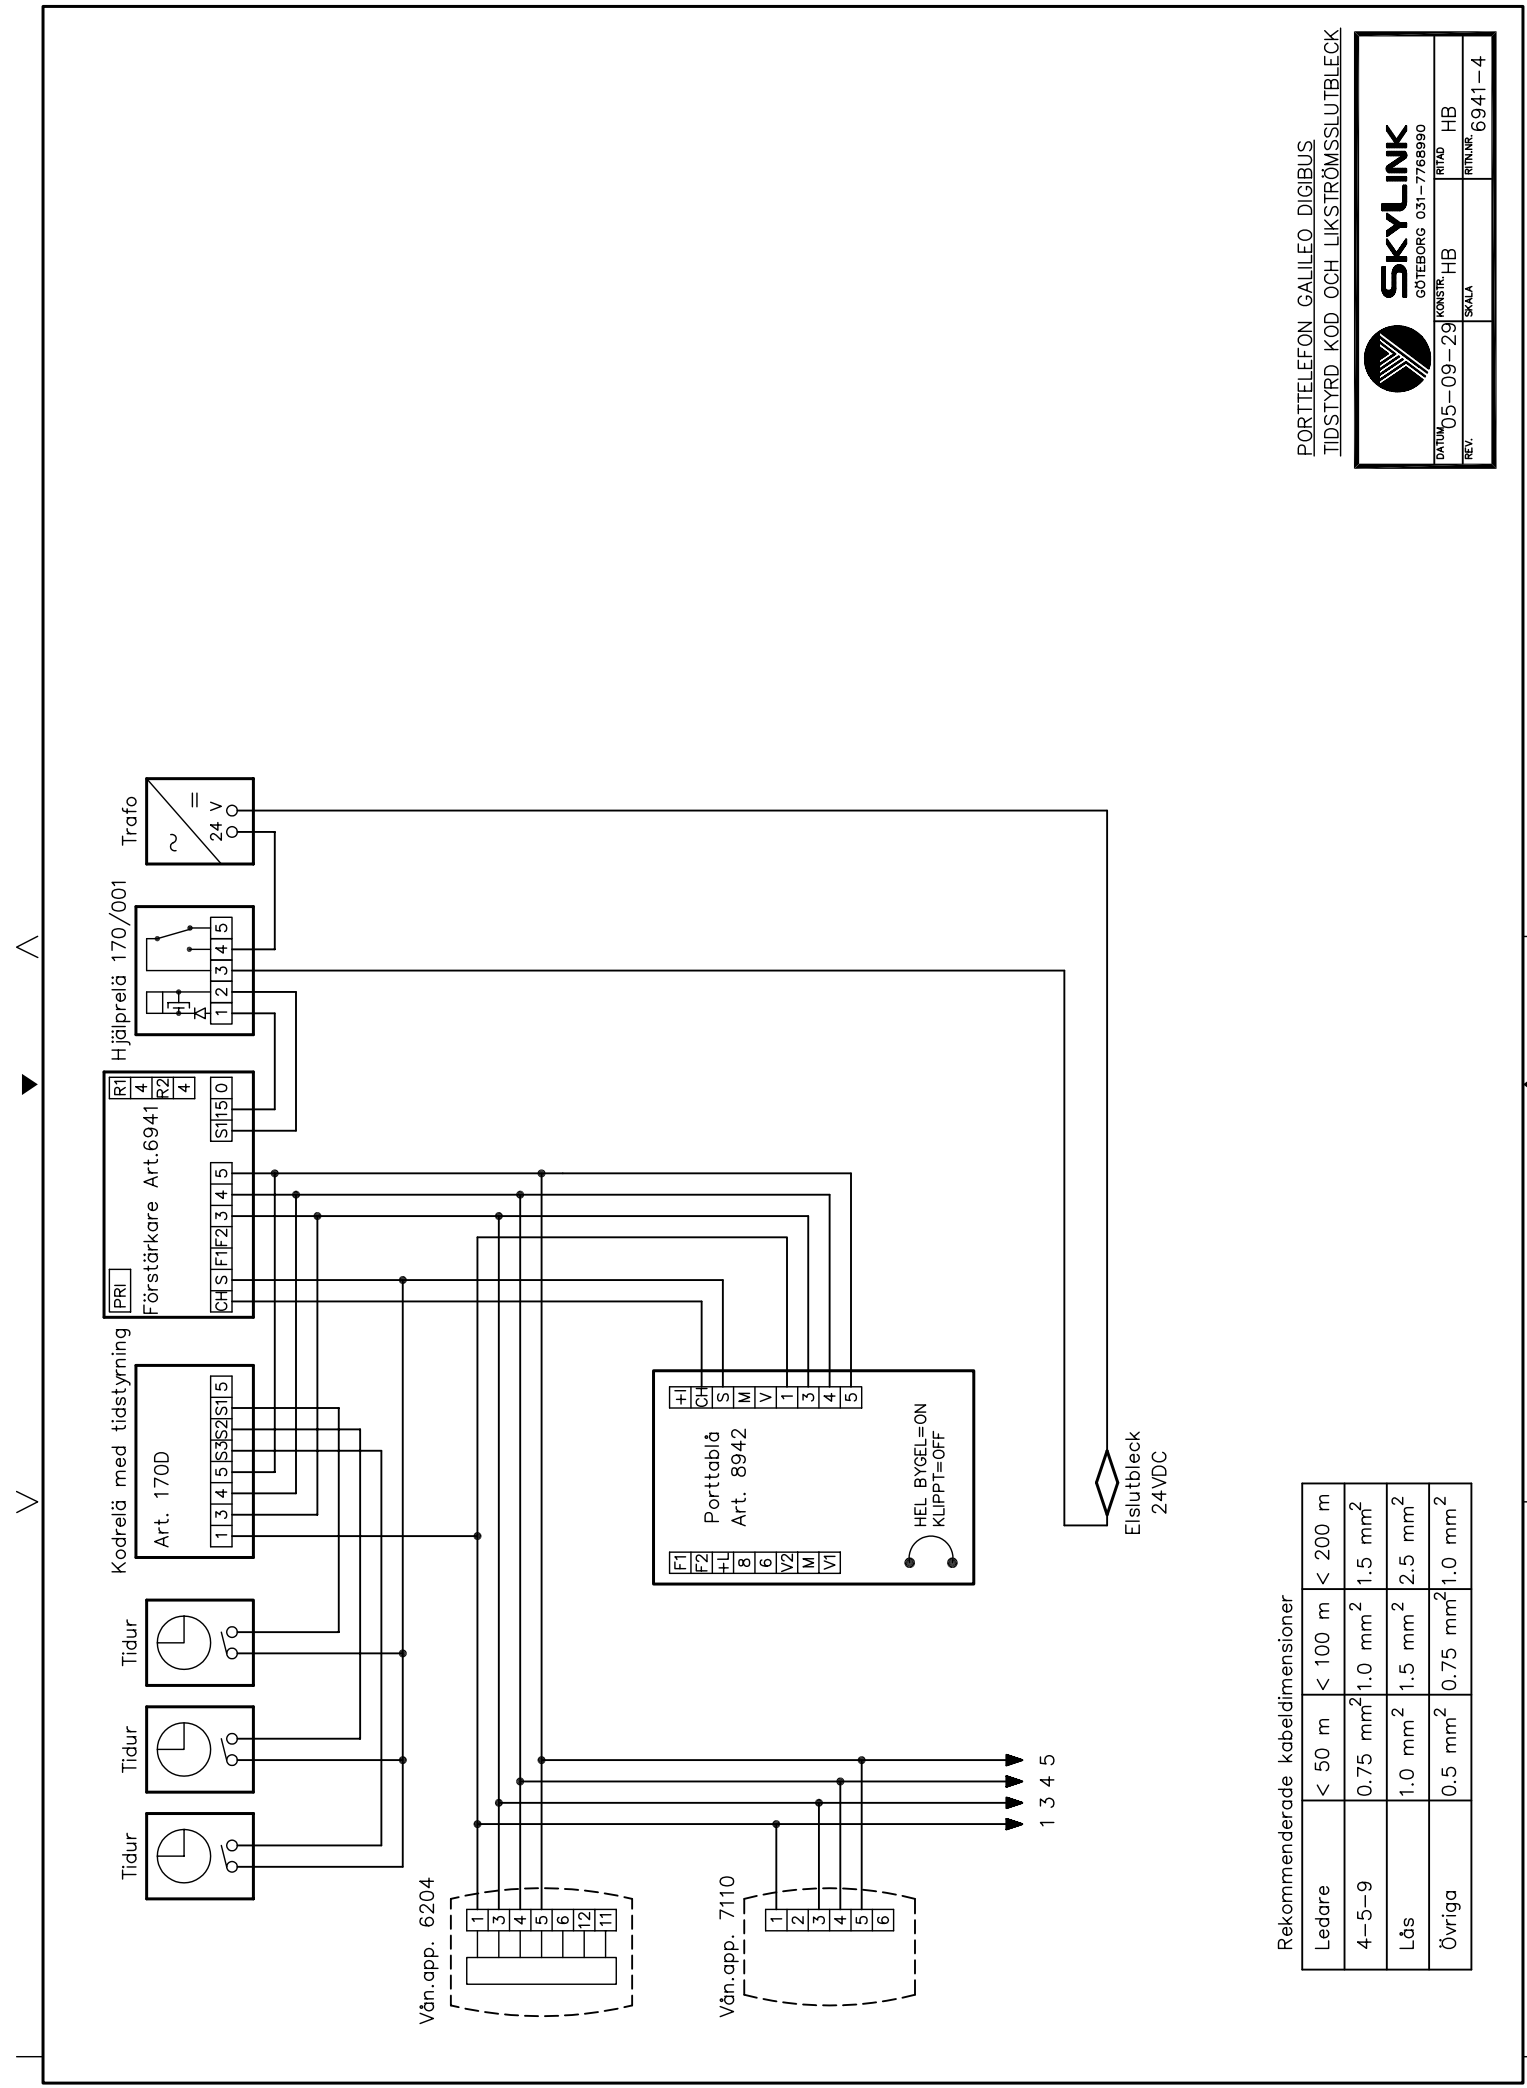 Tidur
Tidur
Tidur
Kodrelä med tidstyrning
Art. 170D
1 3 4 5 S3 S2 S1 5
PRI
Förstärkare Art.6941
CH S F1 F2 3 4 5
S1 15 0
R1
4
R2
4
Hjälprelä 170/001
1 2 3 4 5
Trafo
~ =
24 V
Vån.app. 6204
1
3
4
5
6
12
11
Vån.app. 7110
1
2
3
4
5
6
1 3 4 5
Porttablå
Art. 8942
F1
F2
+L
8
6
V2
M
V1
+I
CH
S
M
V
1
3
4
5
HEL BYGEL=ON
KLIPPT=OFF
Elslutbleck
24VDC
Rekommenderade kabeldimensioner
Ledare < 50 m < 100 m < 200 m
4-5-9 0.75 mm² 1.0 mm² 1.5 mm²
Lås 1.0 mm² 1.5 mm² 2.5 mm²
Övriga 0.5 mm² 0.75 mm² 1.0 mm²
PORTTELEFON GALILEO DIGIBUS
TIDSTYRD KOD OCH LIKSTRÖMSSLUTBLECK
SKYLINK
GÖTEBORG 031-7768990
DATUM 05-09-29 KONSTR. HB RITAD HB
REV. SKALA RITN.NR. 6941-4